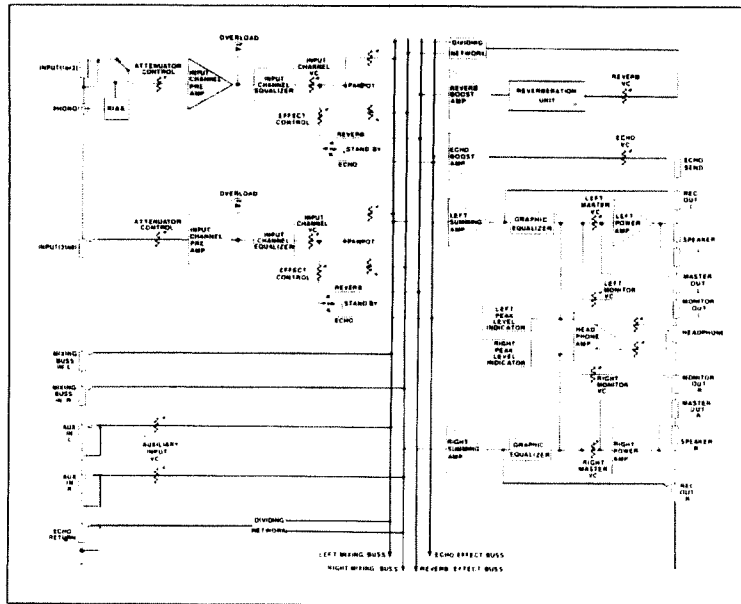 OVERLOAD
DIVIDING
NETWORK
INPUT(1or2)
ATTENUATOR
CONTROL
INPUT
CHANNEL
PRE
AMP
INPUT
CHANNEL
EQUALIZER
INPUT
CHANNEL
VC
PANPOT
PHONO
RIAA
EFFECT
CONTROL
REVERB
STAND BY
ECHO
REVERB
BOOST
AMP
REVERBERATION
UNIT
REVERB
VC
ECHO
BOOST
AMP
ECHO
VC
ECHO
SEND
OVERLOAD
ATTENUATOR
CONTROL
INPUT
CHANNEL
PRE
AMP
INPUT
CHANNEL
EQUALIZER
INPUT
CHANNEL
VC
PANPOT
EFFECT
CONTROL
REVERB
STAND BY
ECHO
REC
OUT
L
LEFT
SUMMING
AMP
GRAPHIC
EQUALIZER
LEFT
MASTER
VC
LEFT
POWER
AMP
SPEAKER
L
MASTER
OUT
L
LEFT
MONITOR VC
MONITOR
OUT
L
LEFT PEAK
LEVEL
INDICATOR
HEAD
PHONE
AMP
HEADPHONE
RIGHT
PEAK
LEVEL
INDICATOR
RIGHT
MONITOR
VC
MONITOR
OUT
R
MASTER
OUT
R
MIXING
BUSS
IN L
MIXING
BUSS
IN R
AUX
IN
L
AUXILIARY
INPUT
VC
AUX
IN
R
RIGHT
SUMMING
AMP
GRAPHIC
EQUALIZER
RIGHT
MASTER
VC
RIGHT
POWER
AMP
SPEAKER
R
REC
OUT
R
ECHO
RETURN
DIVIDING
NETWORK
LEFT MIXING BUSS
ECHO EFFECT BUSS
RIGHT MIXING BUSS
REVERB EFFECT BUSS